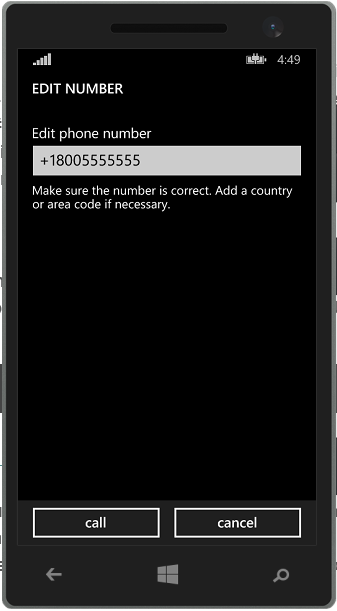 4:49
EDIT NUMBER
Edit phone number
+18005555555
Make sure the number is correct. Add a country
or area code if necessary.
call cancel